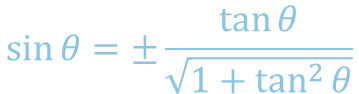 sin θ = ± tan θ / √(1 + tan² θ)